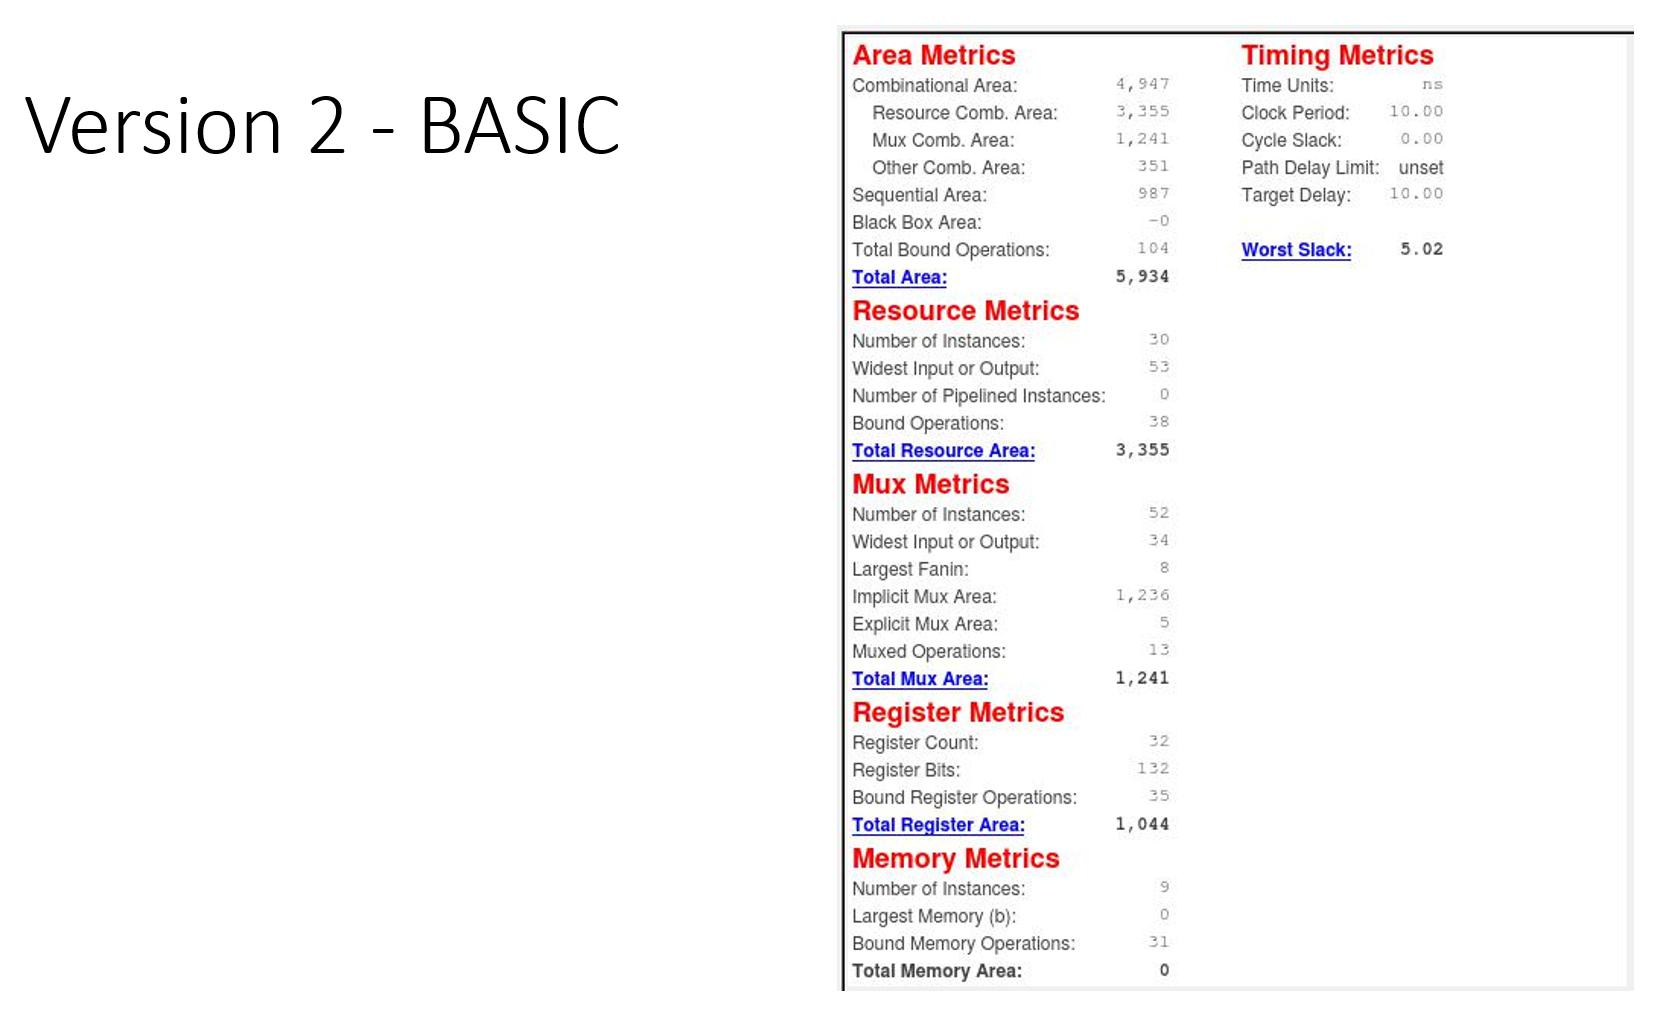 Version 2 - BASIC
Area Metrics
Combinational Area: 4,947
Resource Comb. Area: 3,355
Mux Comb. Area: 1,241
Other Comb. Area: 351
Sequential Area: 987
Black Box Area: -0
Total Bound Operations: 104
Total Area: 5,934
Resource Metrics
Number of Instances: 30
Widest Input or Output: 53
Number of Pipelined Instances: 0
Bound Operations: 38
Total Resource Area: 3,355
Mux Metrics
Number of Instances: 52
Widest Input or Output: 34
Largest Fanin: 8
Implicit Mux Area: 1,236
Explicit Mux Area: 5
Muxed Operations: 13
Total Mux Area: 1,241
Register Metrics
Register Count: 32
Register Bits: 132
Bound Register Operations: 35
Total Register Area: 1,044
Memory Metrics
Number of Instances: 9
Largest Memory (b): 0
Bound Memory Operations: 31
Total Memory Area: 0
Timing Metrics
Time Units: ns
Clock Period: 10.00
Cycle Slack: 0.00
Path Delay Limit: unset
Target Delay: 10.00
Worst Slack: 5.02